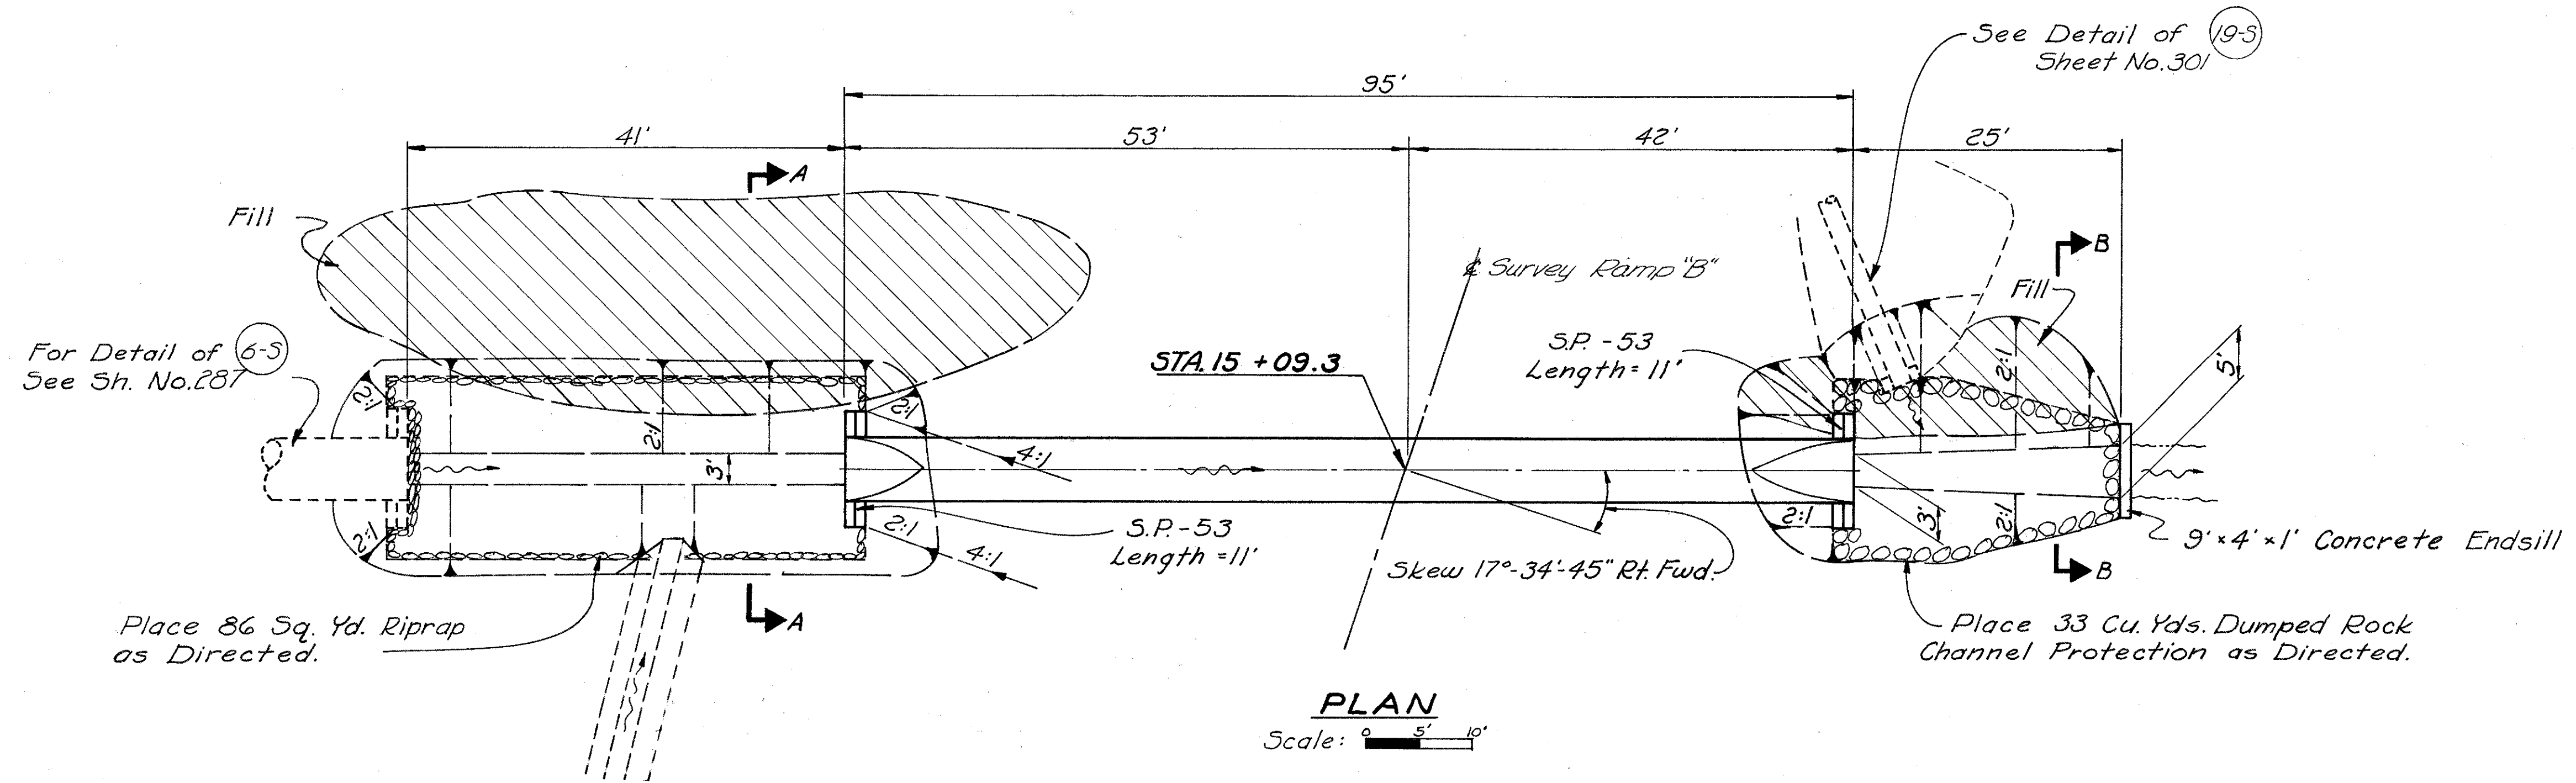 See Detail of 19-S
Sheet No.301
95'
41'
53'
42'
25'
A
Fill
B
℄ Survey Ramp "B"
Fill
For Detail of 6-S
See Sh. No.287
S.P.-53
Length = 11'
STA. 15 +09.3
2:1
5'
2:1
2:1
2:1
4:1
3'
2:1
2:1
4:1
S.P.-53
Length =11'
2:1
3'
2:1
9' x 4' x 1' Concrete Endsill
Skew 17°-34'-45" Rt. Fwd.
B
A
Place 86 Sq. Yd. Riprap
as Directed.
Place 33 Cu. Yds. Dumped Rock
Channel Protection as Directed.
PLAN
Scale: 0 5' 10'